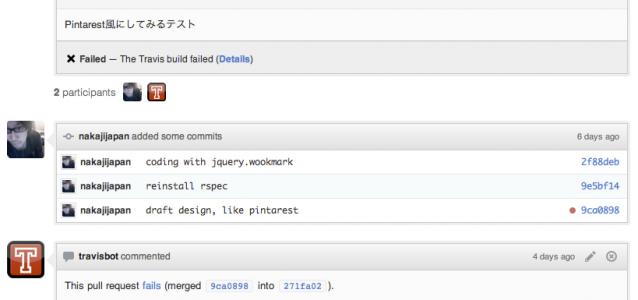 Pintarest風にしてみるテスト
Failed — The Travis build failed (Details)
2 participants
nakajijapan added some commits 6 days ago
nakajijapan coding with jquery.wookmark 2f88deb
nakajijapan reinstall rspec 9e5bf14
nakajijapan draft design, like pintarest 9ca0898
travisbot commented 4 days ago
This pull request fails (merged 9ca0898 into 271fa02 ).